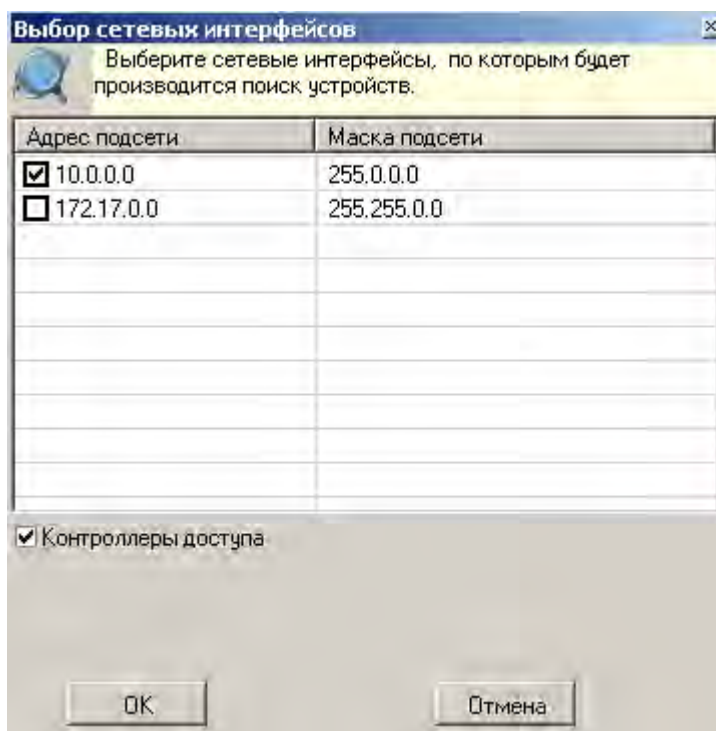 Выбор сетевых интерфейсов
Выберите сетевые интерфейсы, по которым будет
производится поиск устройств.
Адрес подсети Маска подсети
10.0.0.0 255.0.0.0
172.17.0.0 255.255.0.0
Контроллеры доступа
OK Отмена